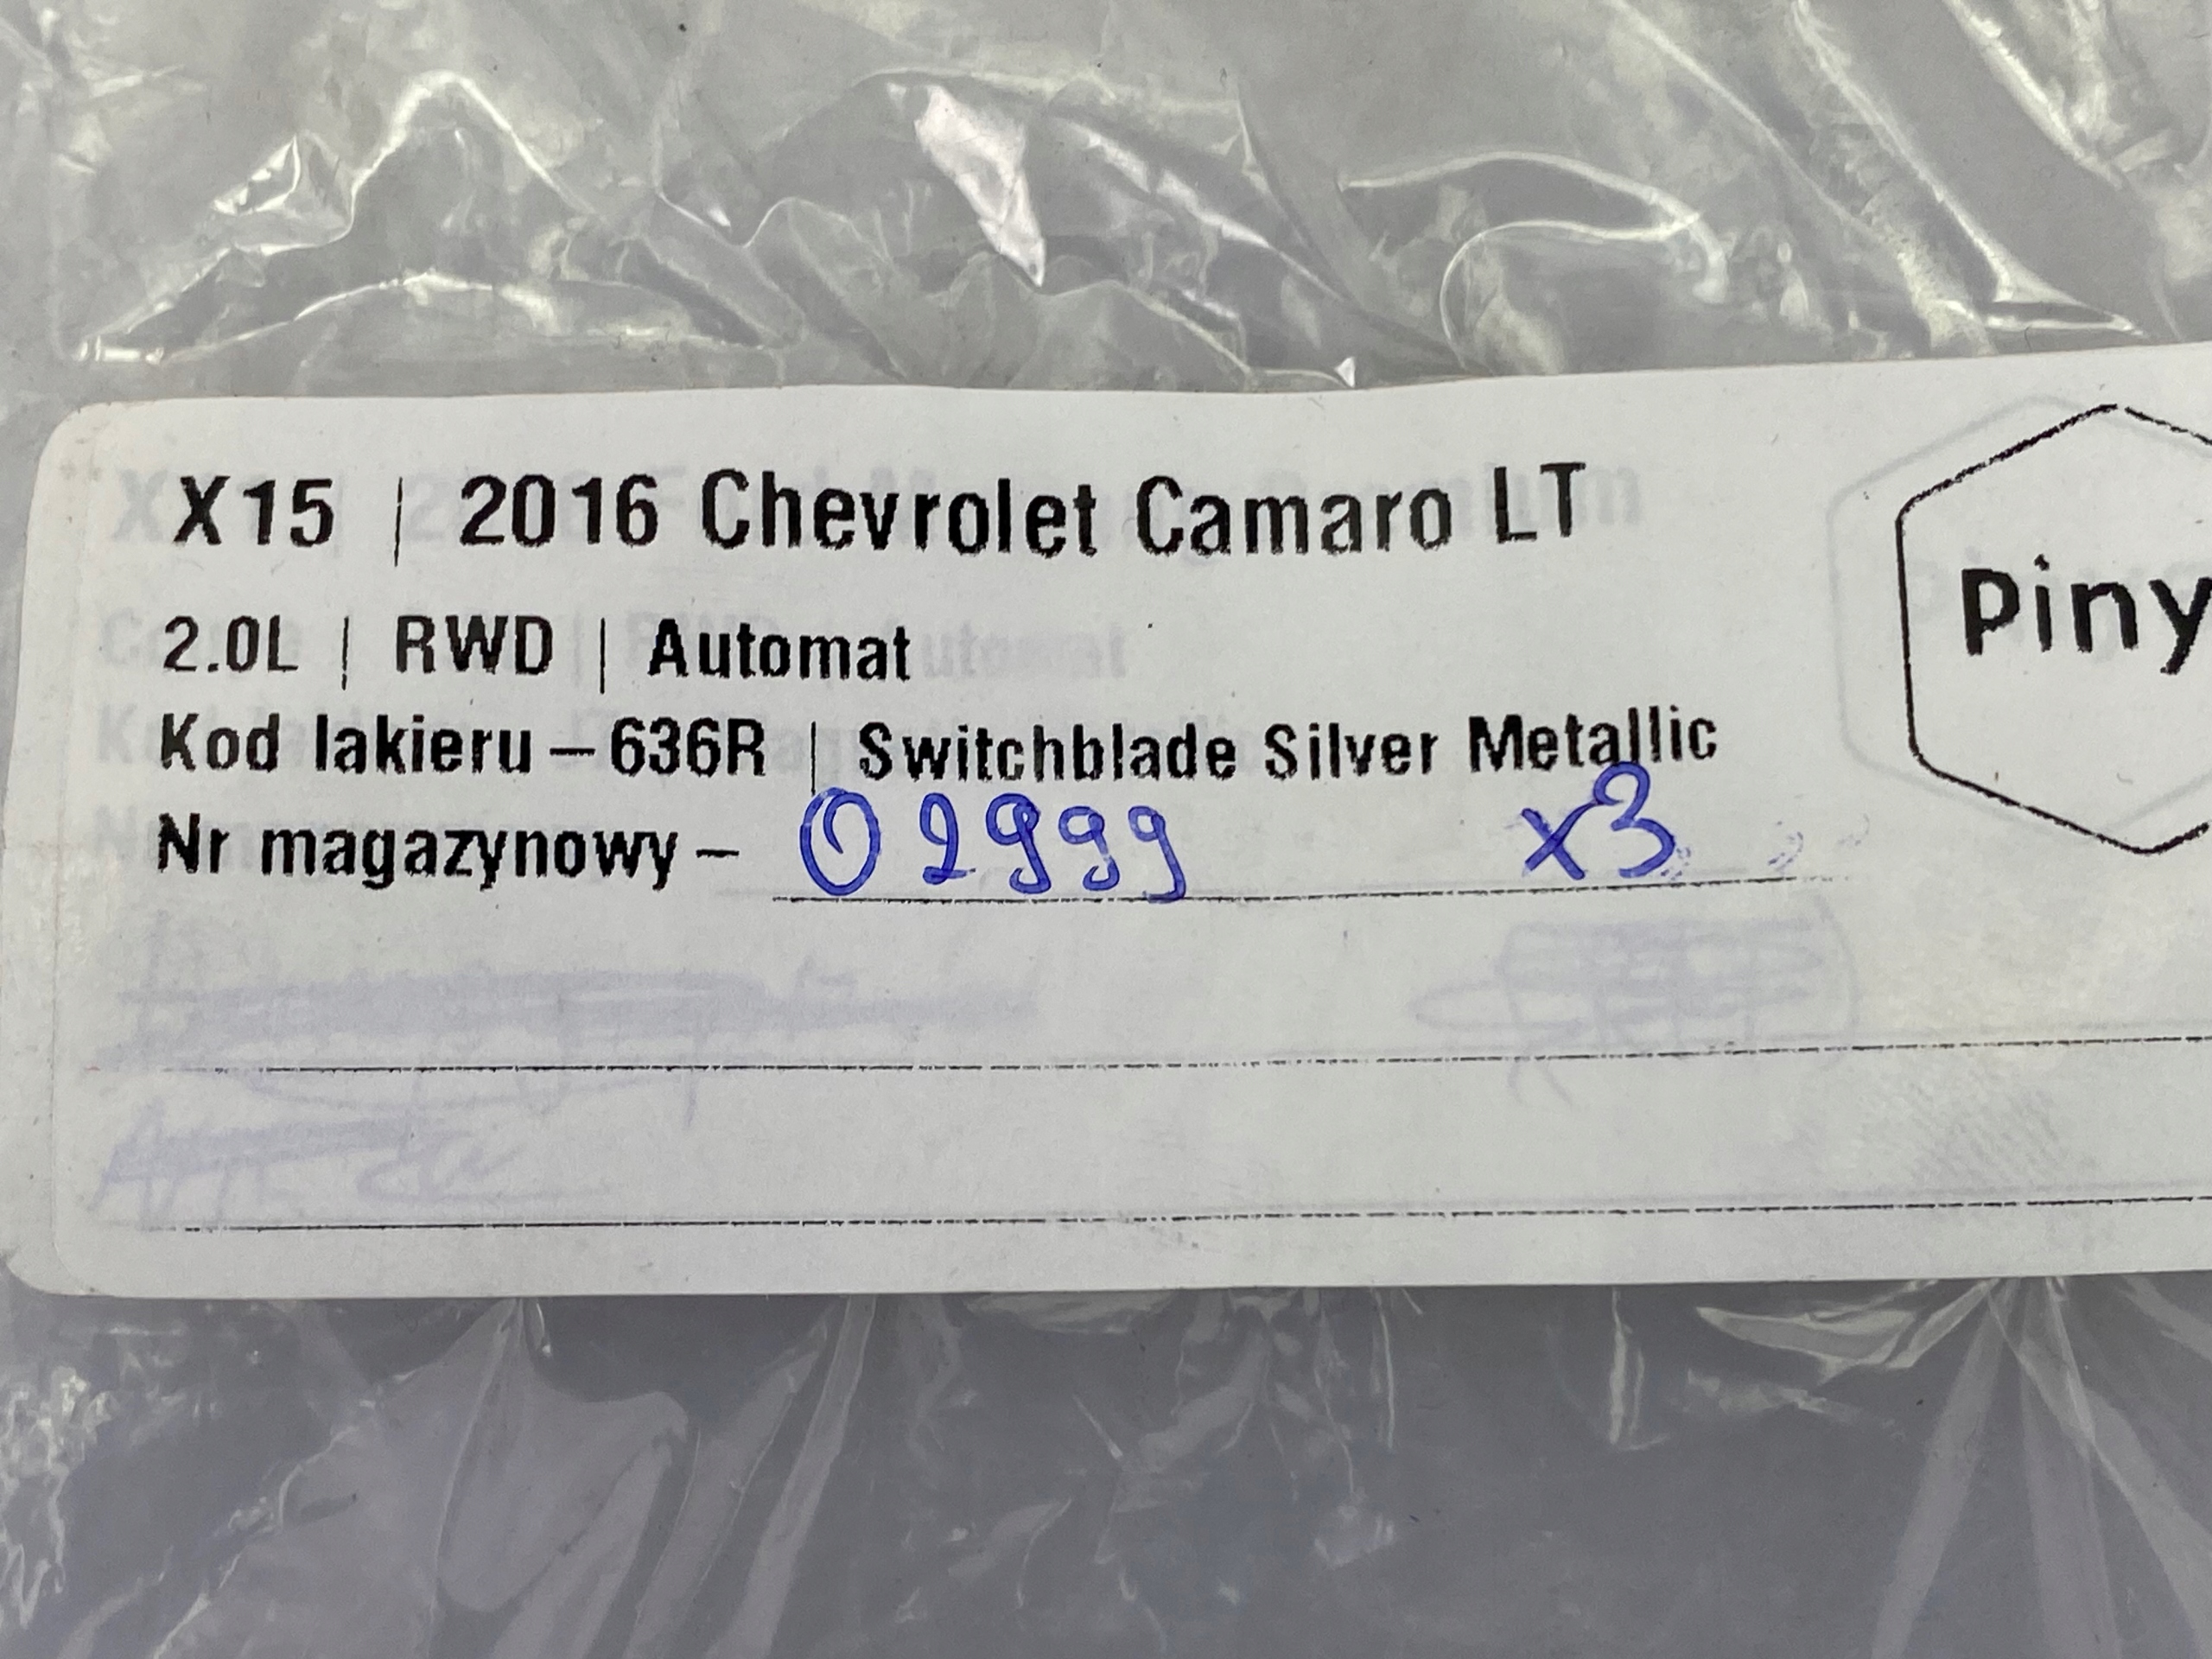 X15 | 2016 Chevrolet Camaro LT
Piny
2.0L | RWD | Automat
Kod lakieru – 636R | Switchblade Silver Metallic
Nr magazynowy – 02999 x3